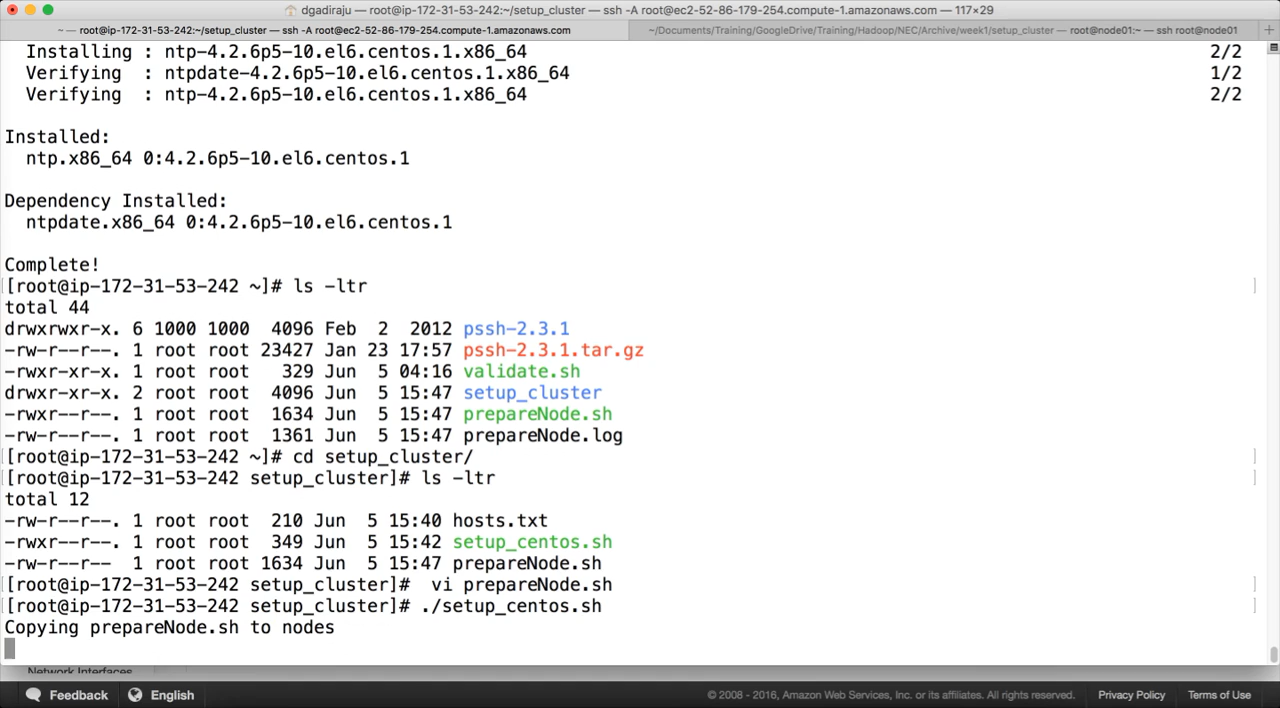 dgadiraju — root@ip-172-31-53-242:~/setup_cluster — ssh -A root@ec2-52-86-179-254.compute-1.amazonaws.com — 117×29
~ — root@ip-172-31-53-242:~/setup_cluster — ssh -A root@ec2-52-86-179-254.compute-1.amazonaws.com
~/Documents/Training/GoogleDrive/Training/Hadoop/NEC/Archive/week1/setup_cluster — root@node01:~ — ssh root@node01 +
Installing : ntp-4.2.6p5-10.el6.centos.1.x86_64 2/2
Verifying : ntpdate-4.2.6p5-10.el6.centos.1.x86_64 1/2
Verifying : ntp-4.2.6p5-10.el6.centos.1.x86_64 2/2
Installed:
ntp.x86_64 0:4.2.6p5-10.el6.centos.1
Dependency Installed:
ntpdate.x86_64 0:4.2.6p5-10.el6.centos.1
Complete!
[root@ip-172-31-53-242 ~]# ls -ltr
total 44
drwxrwxr-x. 6 1000 1000 4096 Feb 2 2012 pssh-2.3.1
-rw-r--r--. 1 root root 23427 Jan 23 17:57 pssh-2.3.1.tar.gz
-rwxr-xr-x. 1 root root 329 Jun 5 04:16 validate.sh
drwxr-xr-x. 2 root root 4096 Jun 5 15:47 setup_cluster
-rwxr--r--. 1 root root 1634 Jun 5 15:47 prepareNode.sh
-rw-r--r--. 1 root root 1361 Jun 5 15:47 prepareNode.log
[root@ip-172-31-53-242 ~]# cd setup_cluster/
[root@ip-172-31-53-242 setup_cluster]# ls -ltr
total 12
-rw-r--r--. 1 root root 210 Jun 5 15:40 hosts.txt
-rwxr--r--. 1 root root 349 Jun 5 15:42 setup_centos.sh
-rw-r--r-- 1 root root 1634 Jun 5 15:47 prepareNode.sh
[root@ip-172-31-53-242 setup_cluster]#  vi prepareNode.sh
[root@ip-172-31-53-242 setup_cluster]# ./setup_centos.sh
Copying prepareNode.sh to nodes
Network Interfaces
Feedback English © 2008 - 2016, Amazon Web Services, Inc. or its affiliates. All rights reserved. Privacy Policy Terms of Use